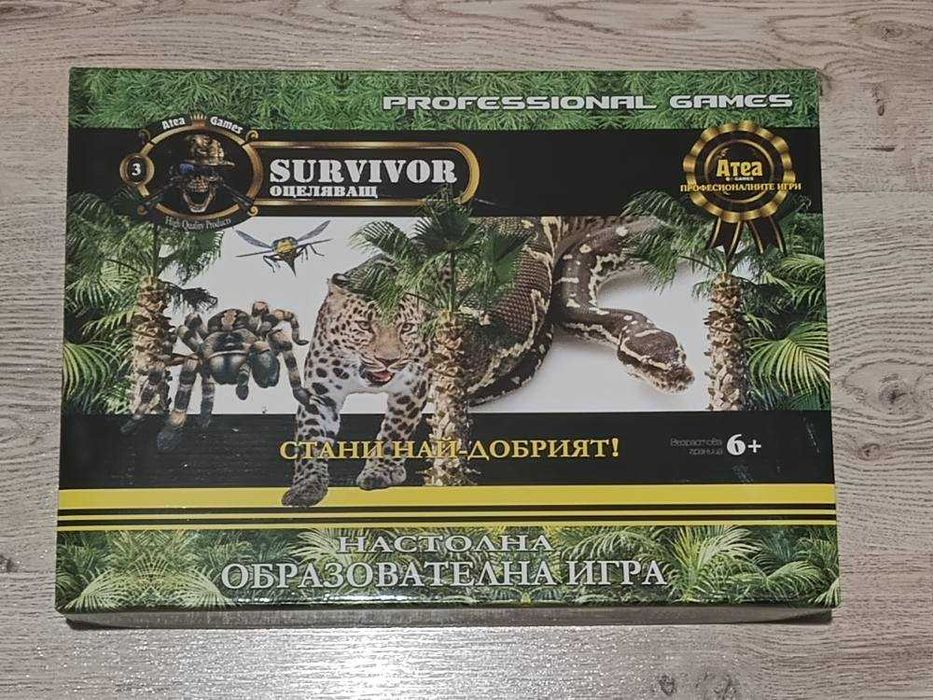 PROFESSIONAL GAMES
Atea Games
3
SURVIVOR
ОЦЕЛЯВАЩ
High Quality Products
Атеа
GAMES
ПРОФЕСИОНАЛНИТЕ ИГРИ
СТАНИ НАЙ-ДОБРИЯТ!
Възрастова
граница
6+
НАСТОЛНА
ОБРАЗОВАТЕЛНА ИГРА